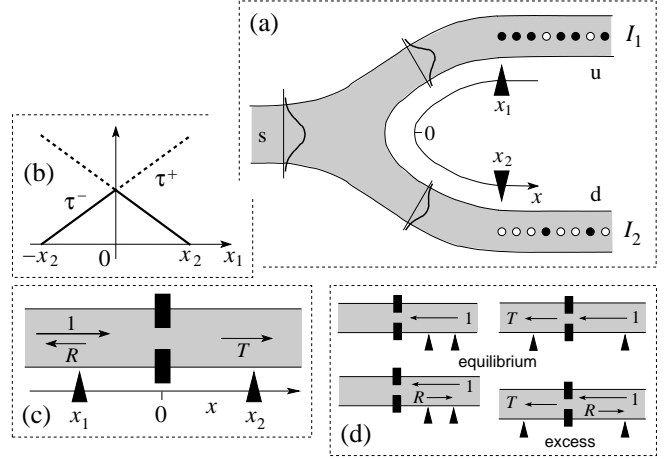 (a)
I₁
u
x₁
s
0
x₂
x
d
I₂
(b)
τ⁻
τ⁺
−x₂
0
x₂
x₁
(c)
1
R
T
x₁
0
x
x₂
1
T
1
equilibrium
R
1
T
R
1
(d)
excess